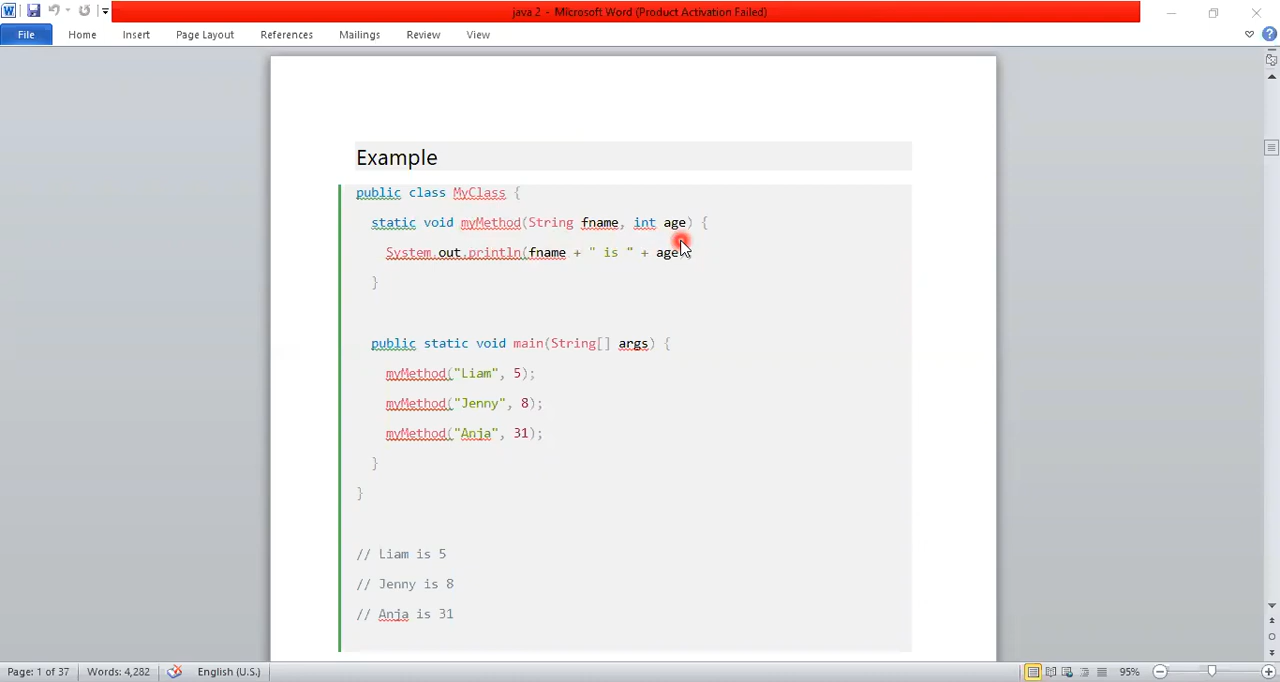 java 2 - Microsoft Word (Product Activation Failed)
File Home Insert Page Layout References Mailings Review View
Example
public class MyClass {
static void myMethod(String fname, int age) {
System.out.println(fname + " is " + age
}
public static void main(String[] args) {
myMethod("Liam", 5);
myMethod("Jenny", 8);
myMethod("Anja", 31);
}
}
// Liam is 5
// Jenny is 8
// Anja is 31
Page: 1 of 37 Words: 4,282 English (U.S.) 95%